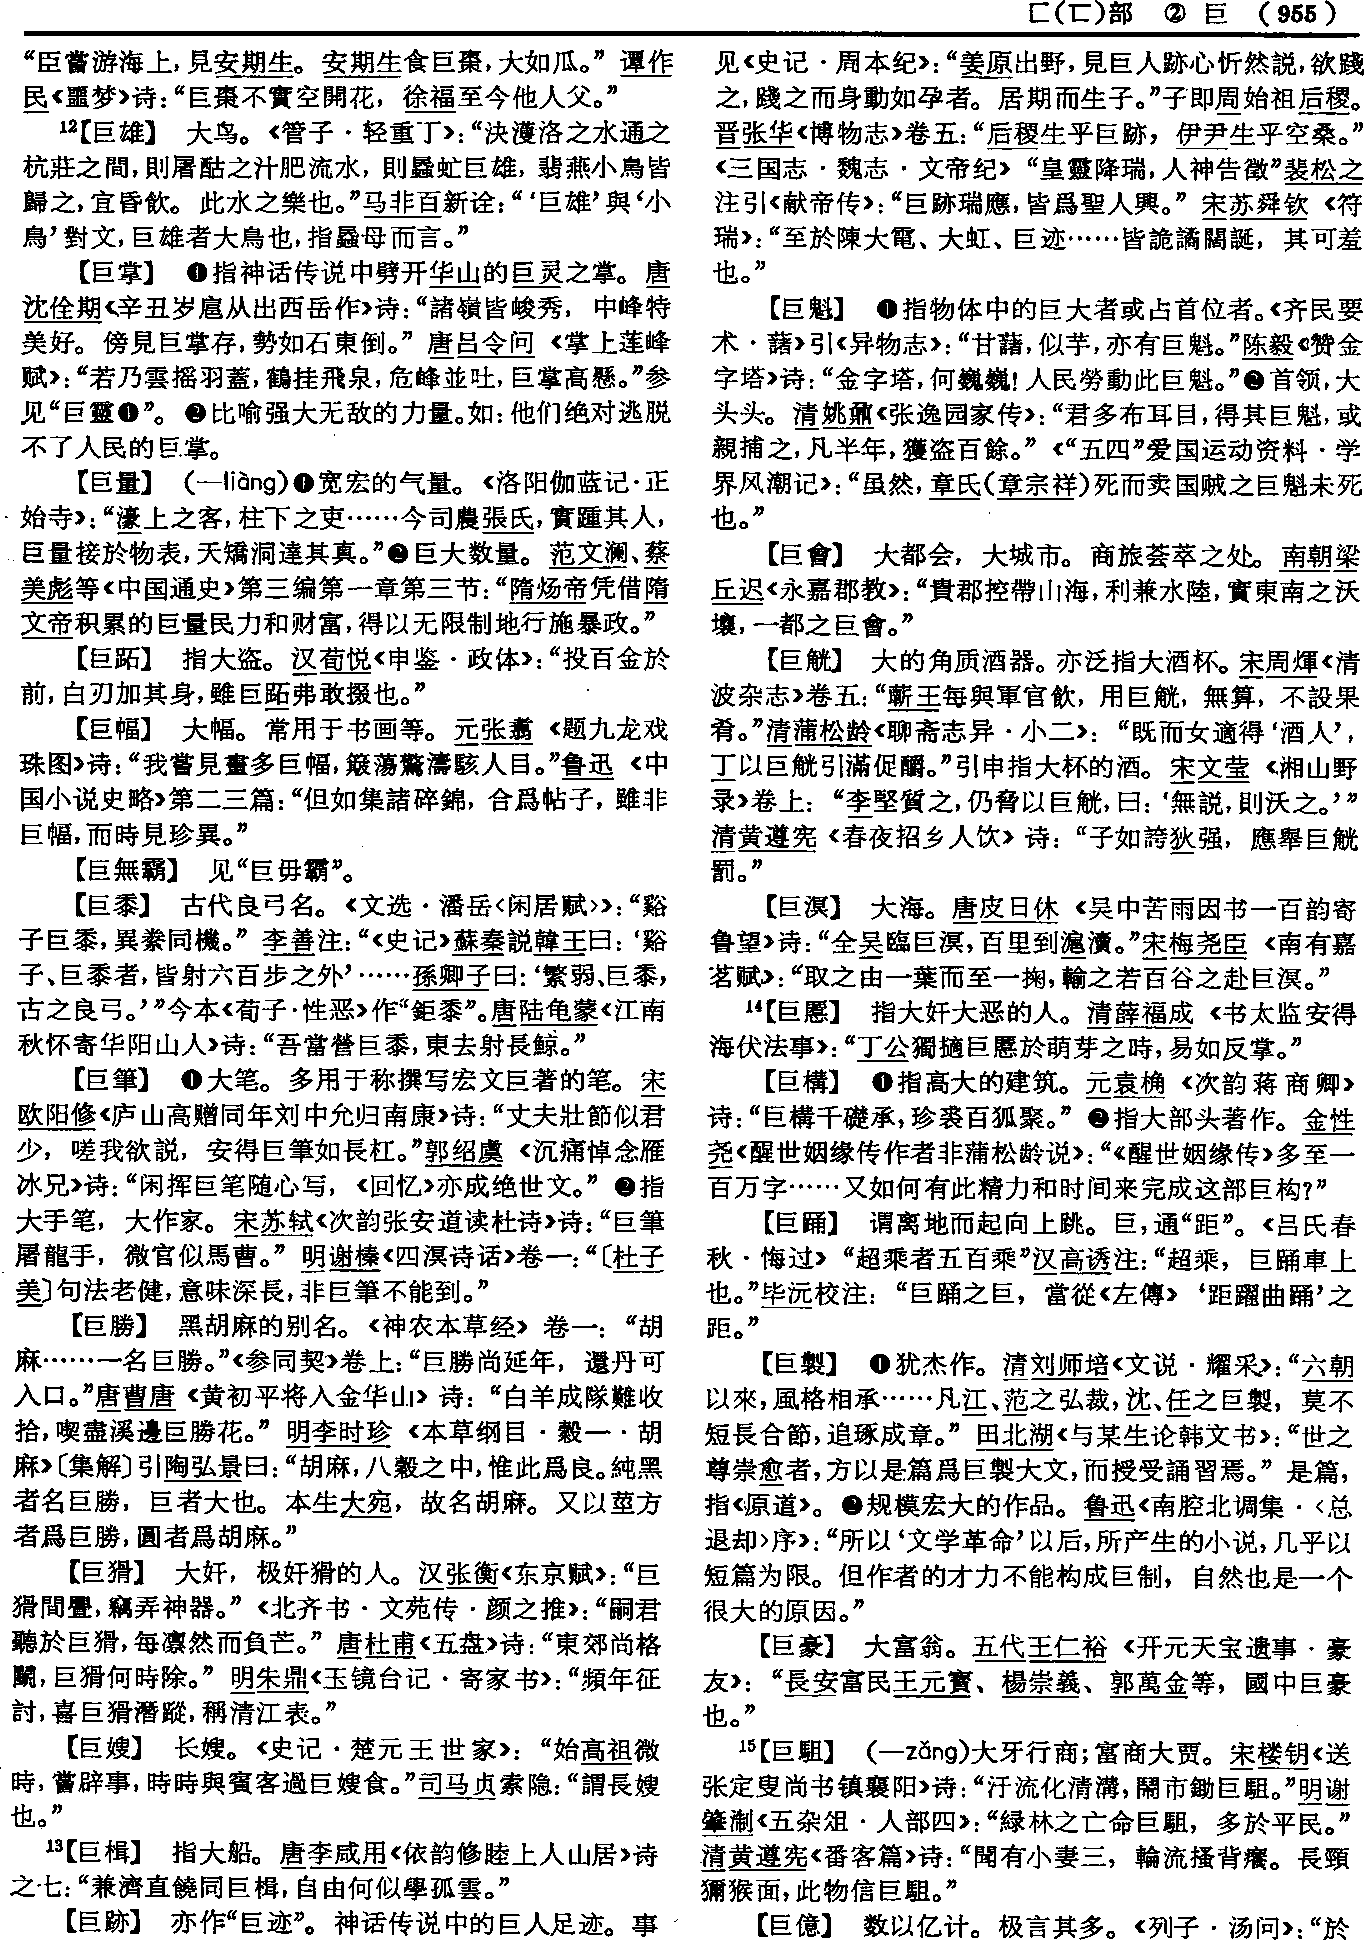 匚(匸)部　② 巨　(955)
“臣嘗游海上,見安期生。安期生食巨棗,大如瓜。”谭作
民《噩梦》诗:“巨棗不實空開花，徐福至今他人父。”
12【巨雄】　大鸟。《管子·轻重丁》:“決濩洛之水通之
杭莊之間,則屠酤之汁肥流水，則蟁虻巨雄，翡燕小鳥皆
歸之,宜昏飲。此水之樂也。”马非百新诠:“‘巨雄’與‘小
鳥’對文,巨雄者大鳥也,指蟁母而言。”
【巨掌】　❶指神话传说中劈开华山的巨灵之掌。唐
沈佺期《辛丑岁扈从出西岳作》诗:“諸嶺皆峻秀，中峰特
美好。傍見巨掌存,勢如石東倒。”唐吕令问《掌上莲峰
赋》:“若乃雲摇羽蓋,鶴挂飛泉,危峰並吐,巨掌高懸。”参
见“巨靈❶”。❷比喻强大无敌的力量。如:他们绝对逃脱
不了人民的巨掌。
【巨量】　(—liàng)❶宽宏的气量。《洛阳伽蓝记·正
始寺》:“濠上之客,柱下之吏……今司農張氏,實踵其人,
巨量接於物表,夭矯洞達其真。”❷巨大数量。范文澜、蔡
美彪等《中国通史》第三编第一章第三节:“隋炀帝凭借隋
文帝积累的巨量民力和财富,得以无限制地行施暴政。”
【巨跖】　指大盗。汉荀悦《申鉴·政体》:“投百金於
前,白刃加其身,雖巨跖弗敢掇也。”
【巨幅】　大幅。常用于书画等。元张翥《题九龙戏
珠图》诗:“我嘗見畫多巨幅,簸蕩驚濤駭人目。”鲁迅《中
国小说史略》第二三篇:“但如集諸碎錦，合爲帖子，雖非
巨幅,而時見珍異。”
【巨無霸】　见“巨毋霸”。
【巨黍】　古代良弓名。《文选·潘岳〈闲居赋〉》:“谿
子巨黍,異絭同機。”李善注:“《史记》蘇秦説韓王曰:‘谿
子、巨黍者,皆射六百步之外’……孫卿子曰:‘繁弱、巨黍,
古之良弓。’”今本《荀子·性恶》作“鉅黍”。唐陆龟蒙《江南
秋怀寄华阳山人》诗:“吾當營巨黍,東去射長鯨。”
【巨筆】　❶大笔。多用于称撰写宏文巨著的笔。宋
欧阳修《庐山高赠同年刘中允归南康》诗:“丈夫壯節似君
少，嗟我欲説，安得巨筆如長杠。”郭绍虞《沉痛悼念雁
冰兄》诗:“闲挥巨笔随心写，《回忆》亦成绝世文。”❷指
大手笔，大作家。宋苏轼《次韵张安道读杜诗》诗:“巨筆
屠龍手，微官似馬曹。”明谢榛《四溟诗话》卷一:“〔杜子
美〕句法老健,意味深長,非巨筆不能到。”
【巨勝】　黑胡麻的别名。《神农本草经》卷一:“胡
麻……一名巨勝。”《参同契》卷上:“巨勝尚延年，還丹可
入口。”唐曹唐《黄初平将入金华山》诗:“白羊成隊難收
拾,喫盡溪邊巨勝花。”明李时珍《本草纲目·穀一·胡
麻》〔集解〕引陶弘景曰:“胡麻,八穀之中,惟此爲良。純黑
者名巨勝，巨者大也。本生大宛，故名胡麻。又以莖方
者爲巨勝,圓者爲胡麻。”
【巨猾】　大奸，极奸猾的人。汉张衡《东京赋》:“巨
猾間舋,竊弄神器。”《北齐书·文苑传·颜之推》:“嗣君
聽於巨猾,每凛然而負芒。”唐杜甫《五盘》诗:“東郊尚格
鬭,巨猾何時除。”明朱鼎《玉镜台记·寄家书》:“頻年征
討,喜巨猾潛蹤,稱清江表。”
【巨嫂】　长嫂。《史记·楚元王世家》:“始高祖微
時,嘗辟事,時時與賓客過巨嫂食。”司马贞索隐:“謂長嫂
也。”
13【巨楫】　指大船。唐李咸用《依韵修睦上人山居》诗
之七:“兼濟直饒同巨楫,自由何似學孤雲。”
【巨跡】　亦作“巨迹”。神话传说中的巨人足迹。事
见《史记·周本纪》:“姜原出野,見巨人跡心忻然説,欲踐
之,踐之而身動如孕者。居期而生子。”子即周始祖后稷。
晋张华《博物志》卷五:“后稷生乎巨跡，伊尹生乎空桑。”
《三国志·魏志·文帝纪》“皇靈降瑞,人神告徵”裴松之
注引《献帝传》:“巨跡瑞應,皆爲聖人興。”宋苏舜钦《符
瑞》:“至於陳大電、大虹、巨迹……皆詭譎闊誕，其可羞
也。”
【巨魁】　❶指物体中的巨大者或占首位者。《齐民要
术·藷》引《异物志》:“甘藷,似芋,亦有巨魁。”陈毅《赞金
字塔》诗:“金字塔,何巍巍!人民勞動此巨魁。”❷首领,大
头头。清姚鼐《张逸园家传》:“君多布耳目,得其巨魁,或
親捕之,凡半年,獲盗百餘。”《“五四”爱国运动资料·学
界风潮记》:“虽然,章氏(章宗祥)死而卖国贼之巨魁未死
也。”
【巨會】　大都会，大城市。商旅荟萃之处。南朝梁
丘迟《永嘉郡教》:“貴郡控帶山海,利兼水陸,實東南之沃
壤,一都之巨會。”
【巨觥】　大的角质酒器。亦泛指大酒杯。宋周煇《清
波杂志》卷五:“蘄王每與軍官飲，用巨觥，無算，不設果
肴。”清蒲松龄《聊斋志异·小二》:“既而女適得‘酒人’,
丁以巨觥引滿促釂。”引申指大杯的酒。宋文莹《湘山野
录》卷上:“李堅質之,仍脅以巨觥,曰:‘無説,則沃之。’”
清黄遵宪《春夜招乡人饮》诗:“子如誇狄强，應舉巨觥
罰。”
【巨溟】　大海。唐皮日休《吴中苦雨因书一百韵寄
鲁望》诗:“全吴臨巨溟,百里到滬瀆。”宋梅尧臣《南有嘉
茗赋》:“取之由一葉而至一掬,輸之若百谷之赴巨溟。”
14【巨慝】　指大奸大恶的人。清薛福成《书太监安得
海伏法事》:“丁公獨擿巨慝於萌芽之時,易如反掌。”
【巨構】　❶指高大的建筑。元袁桷《次韵蒋商卿》
诗:“巨構千礎承,珍裘百狐聚。”❷指大部头著作。金性
尧《醒世姻缘传作者非蒲松龄说》:“《醒世姻缘传》多至一
百万字……又如何有此精力和时间来完成这部巨构?”
【巨踊】　谓离地而起向上跳。巨,通“距”。《吕氏春
秋·悔过》“超乘者五百乘”汉高诱注:“超乘，巨踊車上
也。”毕沅校注:“巨踊之巨，當從《左傳》‘距躍曲踊’之
距。”
【巨製】　❶犹杰作。清刘师培《文说·耀采》:“六朝
以來,風格相承……凡江、范之弘裁,沈、任之巨製，莫不
短長合節,追琢成章。”田北湖《与某生论韩文书》:“世之
尊崇愈者,方以是篇爲巨製大文,而授受誦習焉。”是篇，
指《原道》。❷规模宏大的作品。鲁迅《南腔北调集·〈总
退却〉序》:“所以‘文学革命’以后,所产生的小说,几乎以
短篇为限。但作者的才力不能构成巨制，自然也是一个
很大的原因。”
【巨豪】　大富翁。五代王仁裕《开元天宝遗事·豪
友》:“長安富民王元寶、楊崇義、郭萬金等，國中巨豪
也。”
15【巨駔】　(—zǎng)大牙行商;富商大贾。宋楼钥《送
张定叟尚书镇襄阳》诗:“汙流化清溝,鬧市鋤巨駔。”明谢
肇淛《五杂俎·人部四》:“緑林之亡命巨駔，多於平民。”
清黄遵宪《番客篇》诗:“聞有小妻三，輪流搔背癢。長頸
獼猴面,此物信巨駔。”
【巨億】　数以亿计。极言其多。《列子·汤问》:“於